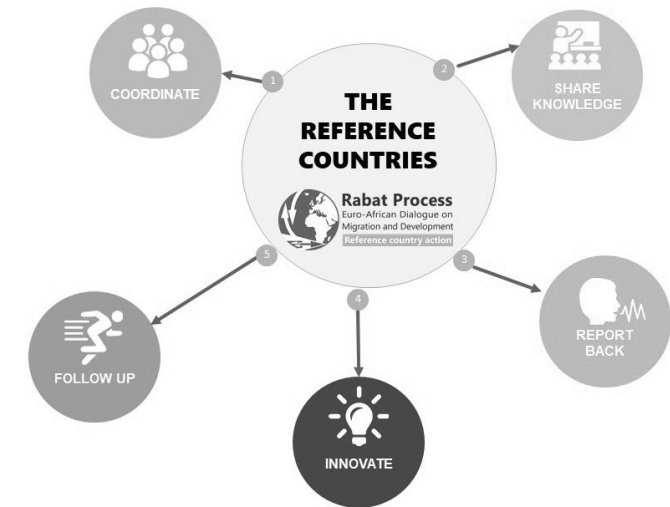 THE
REFERENCE
COUNTRIES
Rabat Process
Euro-African Dialogue on
Migration and Development
Reference country action
1
COORDINATE
2
SHARE
KNOWLEDGE
3
REPORT
BACK
4
INNOVATE
5
FOLLOW UP